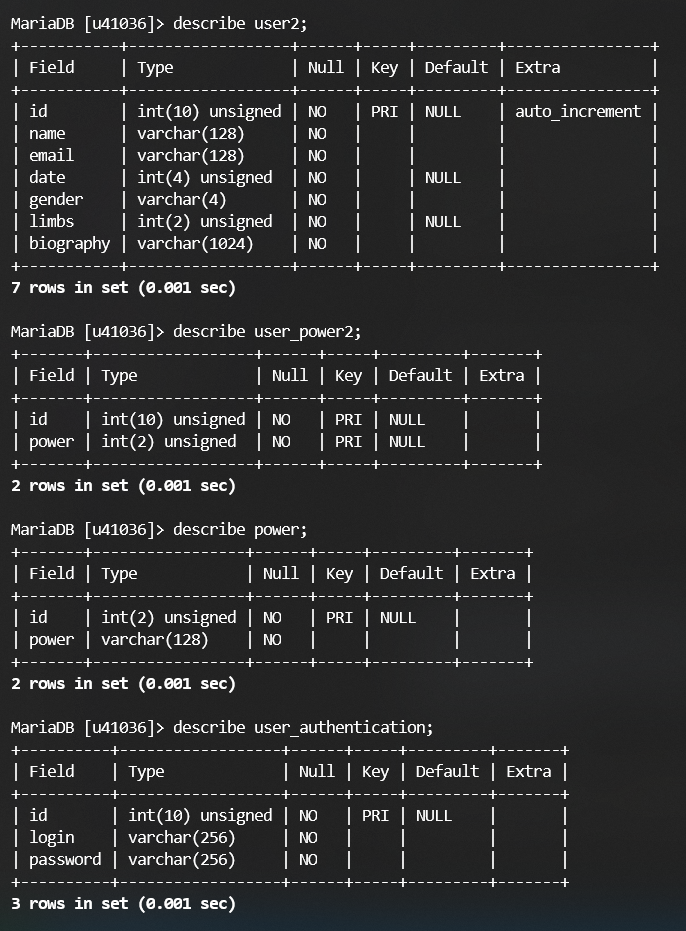 MariaDB [u41036]> describe user2;
+-----------+------------------+------+-----+---------+----------------+
| Field     | Type             | Null | Key | Default | Extra          |
+-----------+------------------+------+-----+---------+----------------+
| id        | int(10) unsigned | NO   | PRI | NULL    | auto_increment |
| name      | varchar(128)     | NO   |     |         |                |
| email     | varchar(128)     | NO   |     |         |                |
| date      | int(4) unsigned  | NO   |     | NULL    |                |
| gender    | varchar(4)       | NO   |     |         |                |
| limbs     | int(2) unsigned  | NO   |     | NULL    |                |
| biography | varchar(1024)    | NO   |     |         |                |
+-----------+------------------+------+-----+---------+----------------+
7 rows in set (0.001 sec)
MariaDB [u41036]> describe user_power2;
+-------+------------------+------+-----+---------+-------+
| Field | Type             | Null | Key | Default | Extra |
+-------+------------------+------+-----+---------+-------+
| id    | int(10) unsigned | NO   | PRI | NULL    |       |
| power | int(2) unsigned  | NO   | PRI | NULL    |       |
+-------+------------------+------+-----+---------+-------+
2 rows in set (0.001 sec)
MariaDB [u41036]> describe power;
+-------+-----------------+------+-----+---------+-------+
| Field | Type            | Null | Key | Default | Extra |
+-------+-----------------+------+-----+---------+-------+
| id    | int(2) unsigned | NO   | PRI | NULL    |       |
| power | varchar(128)    | NO   |     |         |       |
+-------+-----------------+------+-----+---------+-------+
2 rows in set (0.001 sec)
MariaDB [u41036]> describe user_authentication;
+----------+------------------+------+-----+---------+-------+
| Field    | Type             | Null | Key | Default | Extra |
+----------+------------------+------+-----+---------+-------+
| id       | int(10) unsigned | NO   | PRI | NULL    |       |
| login    | varchar(256)     | NO   |     |         |       |
| password | varchar(256)     | NO   |     |         |       |
+----------+------------------+------+-----+---------+-------+
3 rows in set (0.001 sec)